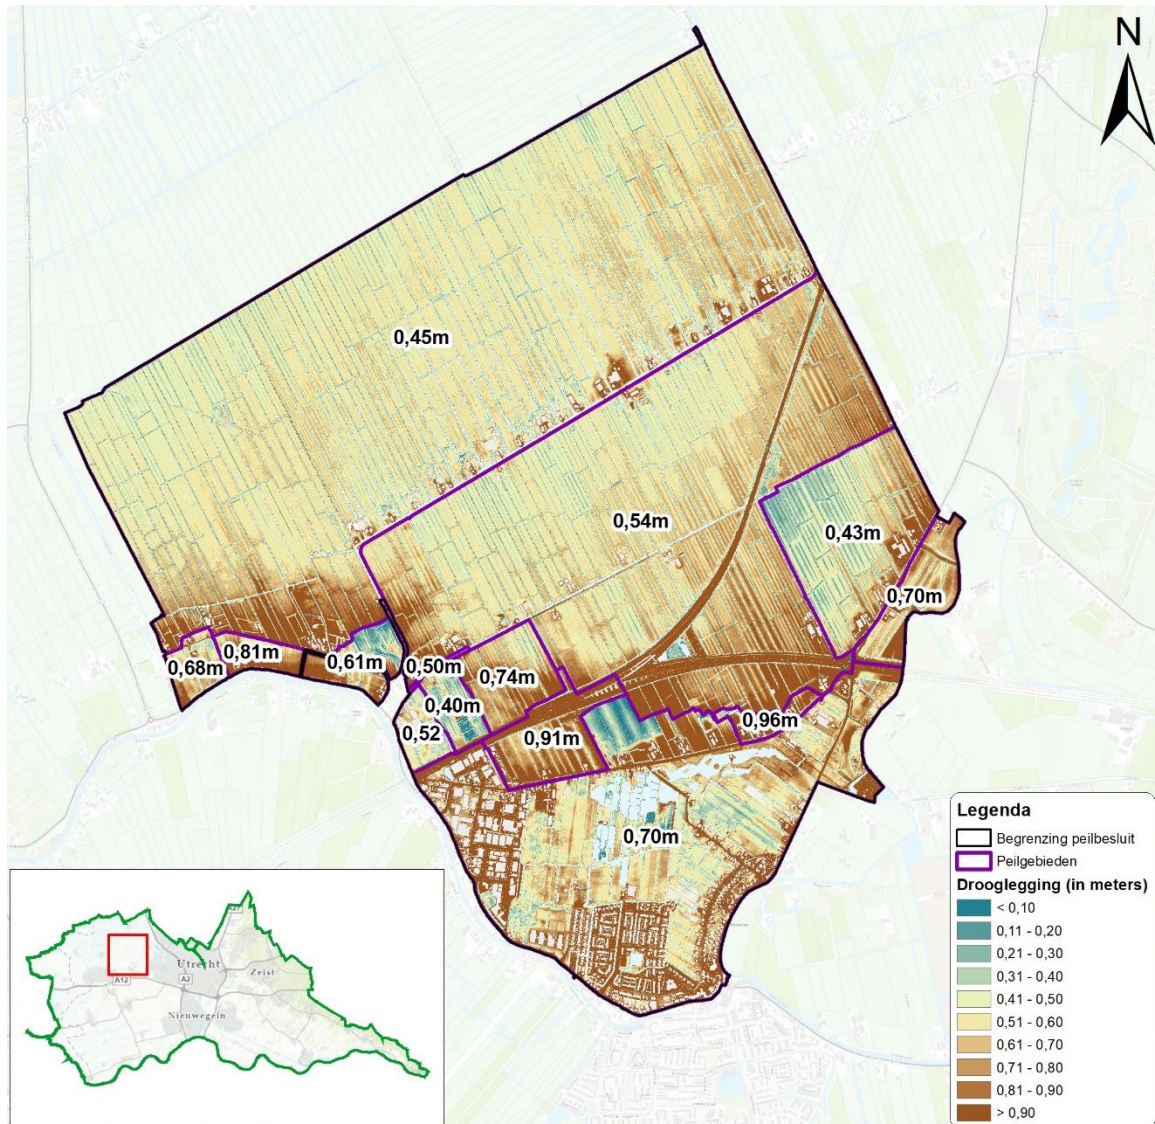 N
0,45m
0,54m
0,43m
0,70m
0,81m
0,68m
0,61m
0,50m
0,74m
0,40m
0,52
0,96m
0,91m
0,70m
Legenda
Begrenzing peilbesluit
Peilgebieden
Drooglegging (in meters)
< 0,10
0,11 - 0,20
0,21 - 0,30
0,31 - 0,40
0,41 - 0,50
0,51 - 0,60
0,61 - 0,70
0,71 - 0,80
0,81 - 0,90
> 0,90
A27
Utrecht
Zeist
A12
A2
Nieuwegein